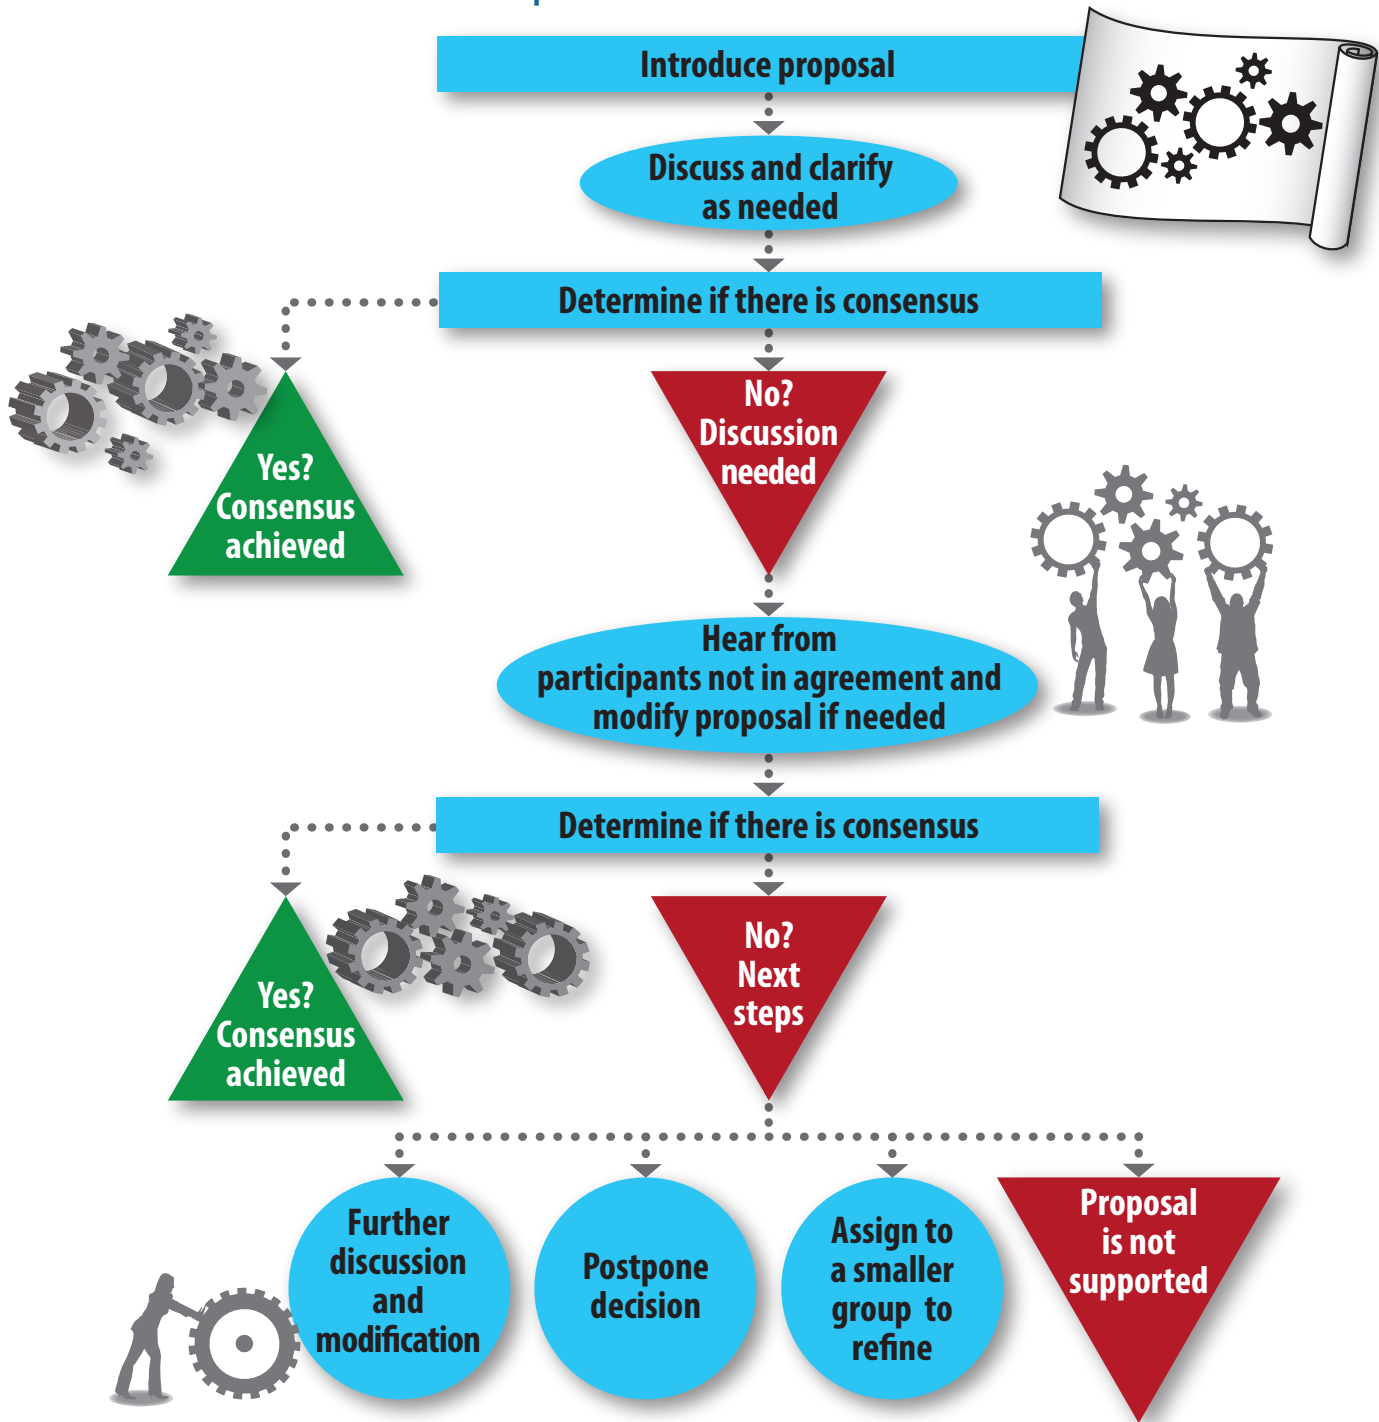 Introduce proposal
Discuss and clarify
as needed
Determine if there is consensus
No?
Discussion
needed
Yes?
Consensus
achieved
Hear from
participants not in agreement and
modify proposal if needed
Determine if there is consensus
No?
Next
steps
Yes?
Consensus
achieved
Further
discussion
and
modification
Postpone
decision
Assign to
a smaller
group to
refine
Proposal
is not
supported